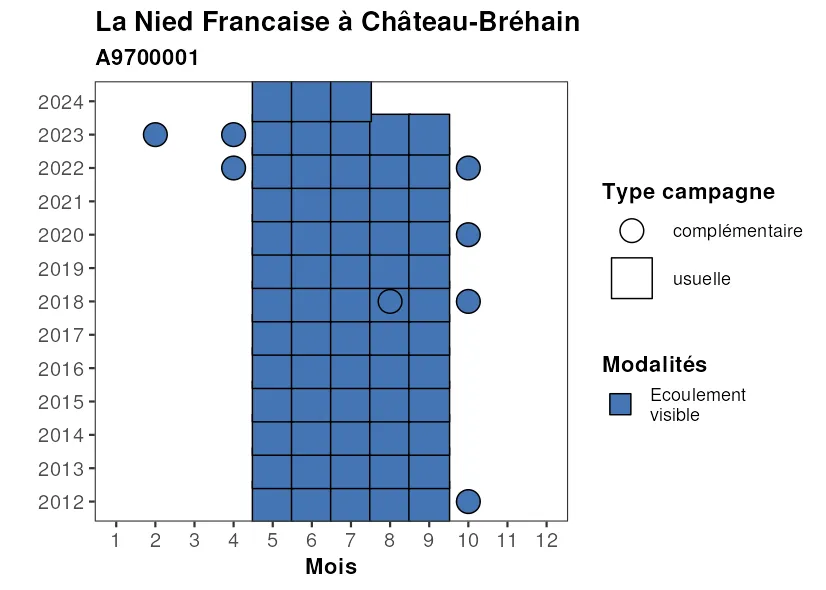 La Nied Francaise à Château-Bréhain
A9700001
2024
2023
2022
2021
2020
2019
2018
2017
2016
2015
2014
2013
2012
1 2 3 4 5 6 7 8 9 10 11 12
Mois
Type campagne
complémentaire
usuelle
Modalités
Ecoulement
visible